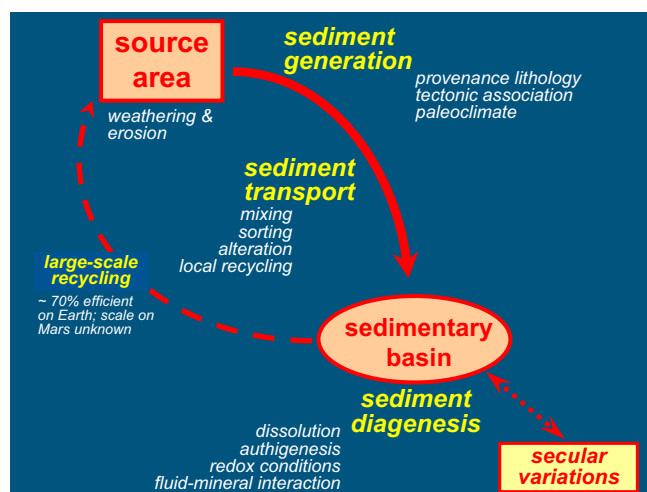 source
area
sediment
generation
provenance lithology
tectonic association
paleoclimate
weathering &
erosion
sediment
transport
mixing
sorting
alteration
local recycling
large-scale
recycling
~ 70% efficient
on Earth; scale on
Mars unknown
sedimentary
basin
sediment
diagenesis
dissolution
authigenesis
redox conditions
fluid-mineral interaction
secular
variations